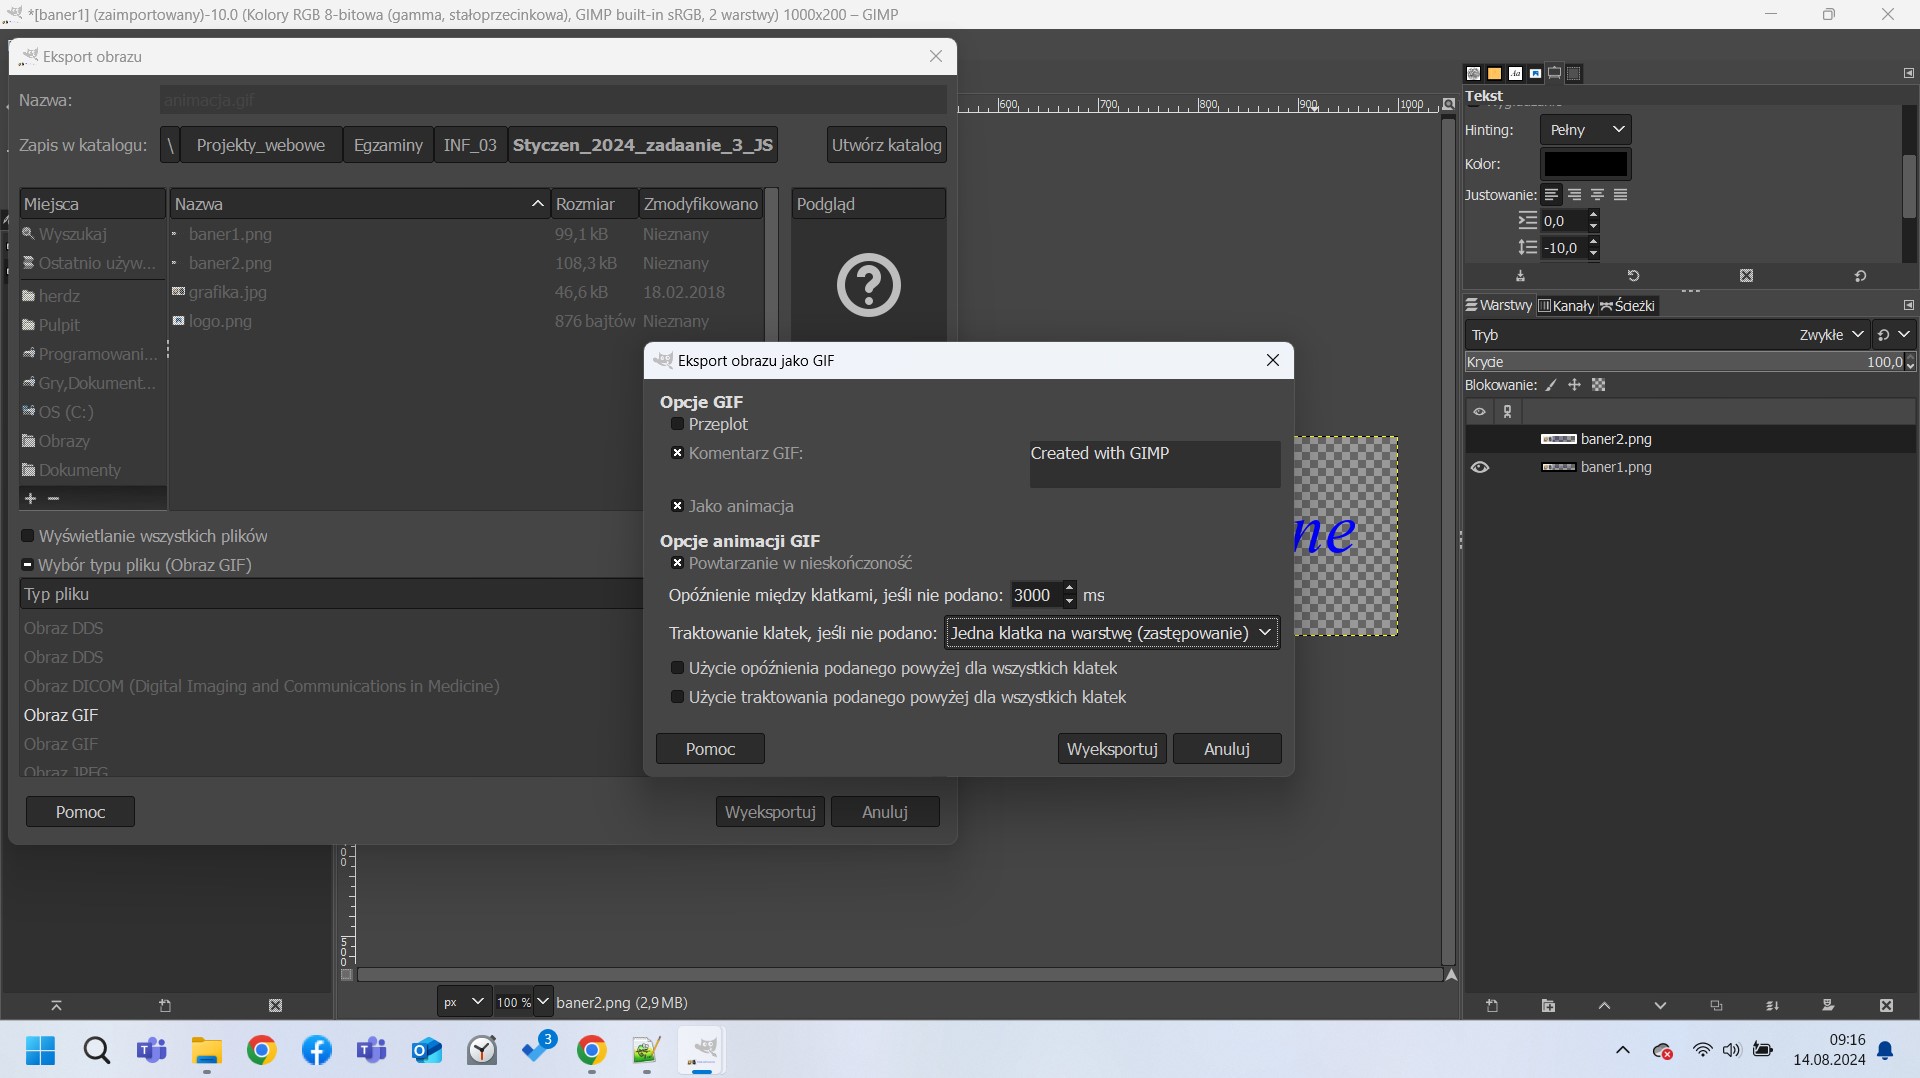 *[baner1] (zaimportowany)-10.0 (Kolory RGB 8-bitowa (gamma, stałoprzecinkowa), GIMP built-in sRGB, 2 warstwy) 1000x200 – GIMP
Eksport obrazu
Nazwa:
animacja.gif
Zapis w katalogu:
\
Projekty_webowe
Egzaminy
INF_03
Styczen_2024_zadaanie_3_JS
Utwórz katalog
Miejsca
Wyszukaj
Ostatnio używ...
herdz
Pulpit
Programowani...
Gry,Dokument...
OS (C:)
Obrazy
Dokumenty
Nazwa Rozmiar Zmodyfikowano
baner1.png 99,1 kB Nieznany
baner2.png 108,3 kB Nieznany
grafika.jpg 46,6 kB 18.02.2018
logo.png 876 bajtów Nieznany
Podgląd
Wyświetlanie wszystkich plików
Wybór typu pliku (Obraz GIF)
Typ pliku
Obraz DDS
Obraz DDS
Obraz DICOM (Digital Imaging and Communications in Medicine)
Obraz GIF
Obraz GIF
Obraz JPEG
Pomoc
Wyeksportuj
Anuluj
Eksport obrazu jako GIF
Opcje GIF
Przeplot
Komentarz GIF:
Created with GIMP
Jako animacja
Opcje animacji GIF
Powtarzanie w nieskończoność
Opóźnienie między klatkami, jeśli nie podano: 3000 ms
Traktowanie klatek, jeśli nie podano: Jedna klatka na warstwę (zastępowanie)
Użycie opóźnienia podanego powyżej dla wszystkich klatek
Użycie traktowania podanego powyżej dla wszystkich klatek
Pomoc
Wyeksportuj
Anuluj
600 700 800 900 1000
ne
500
px
100 %
baner2.png (2,9 MB)
Aa
Tekst
Hinting: Pełny
Kolor:
Justowanie:
0,0
-10,0
Warstwy Kanały Ścieżki
Tryb Zwykłe
Krycie 100,0
Blokowanie:
baner2.png
baner1.png
3
09:16
14.08.2024